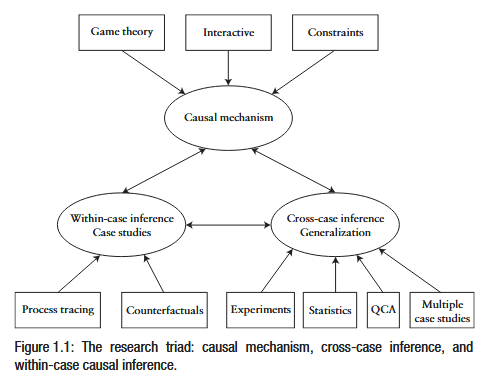 Game theory
Interactive
Constraints
Causal mechanism
Within-case inference
Case studies
Cross-case inference
Generalization
Process tracing
Counterfactuals
Experiments
Statistics
QCA
Multiple
case studies
Figure 1.1: The research triad: causal mechanism, cross-case inference, and
within-case causal inference.